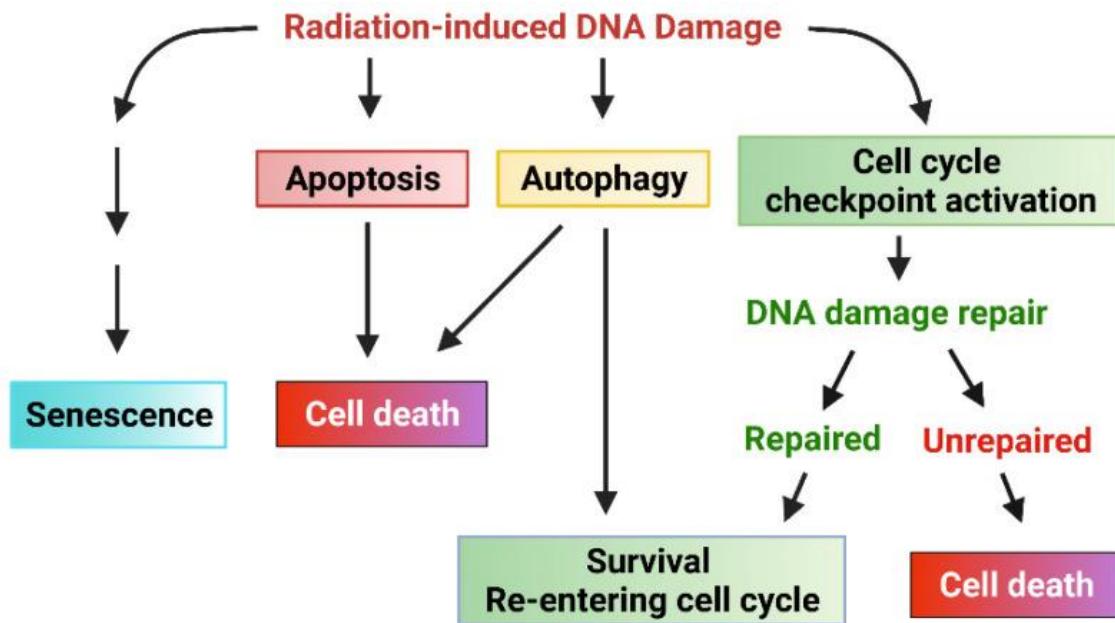 Radiation-induced DNA Damage
Apoptosis
Autophagy
Cell cycle
checkpoint activation
DNA damage repair
Senescence
Cell death
Repaired
Unrepaired
Survival
Re-entering cell cycle
Cell death